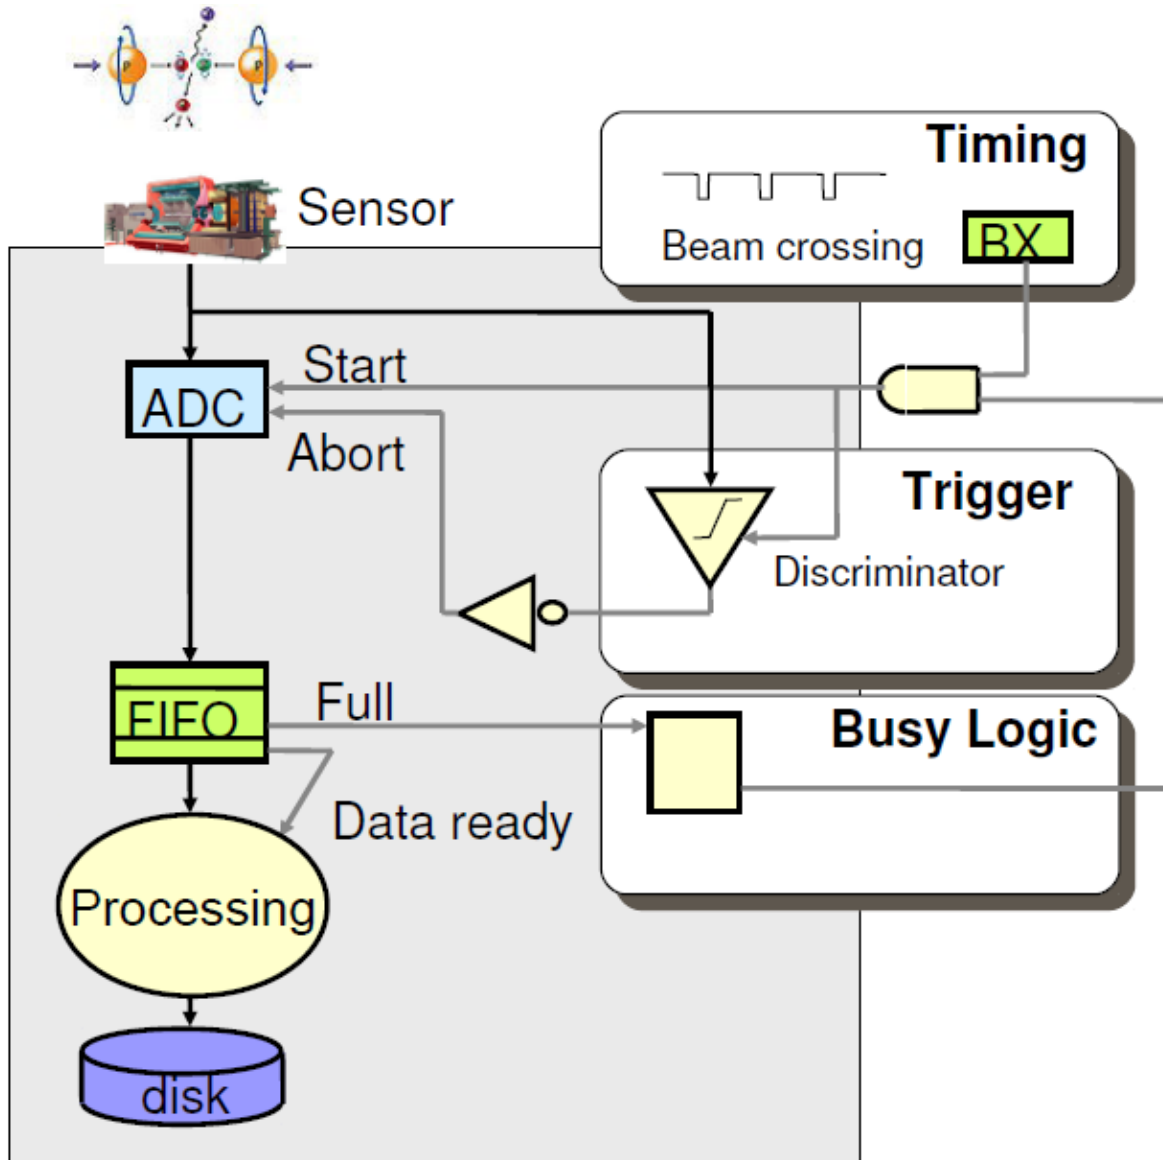 Sensor
Timing
Beam crossing
BX
Start
ADC
Abort
Trigger
Discriminator
FIFO
Full
Busy Logic
Data ready
Processing
disk